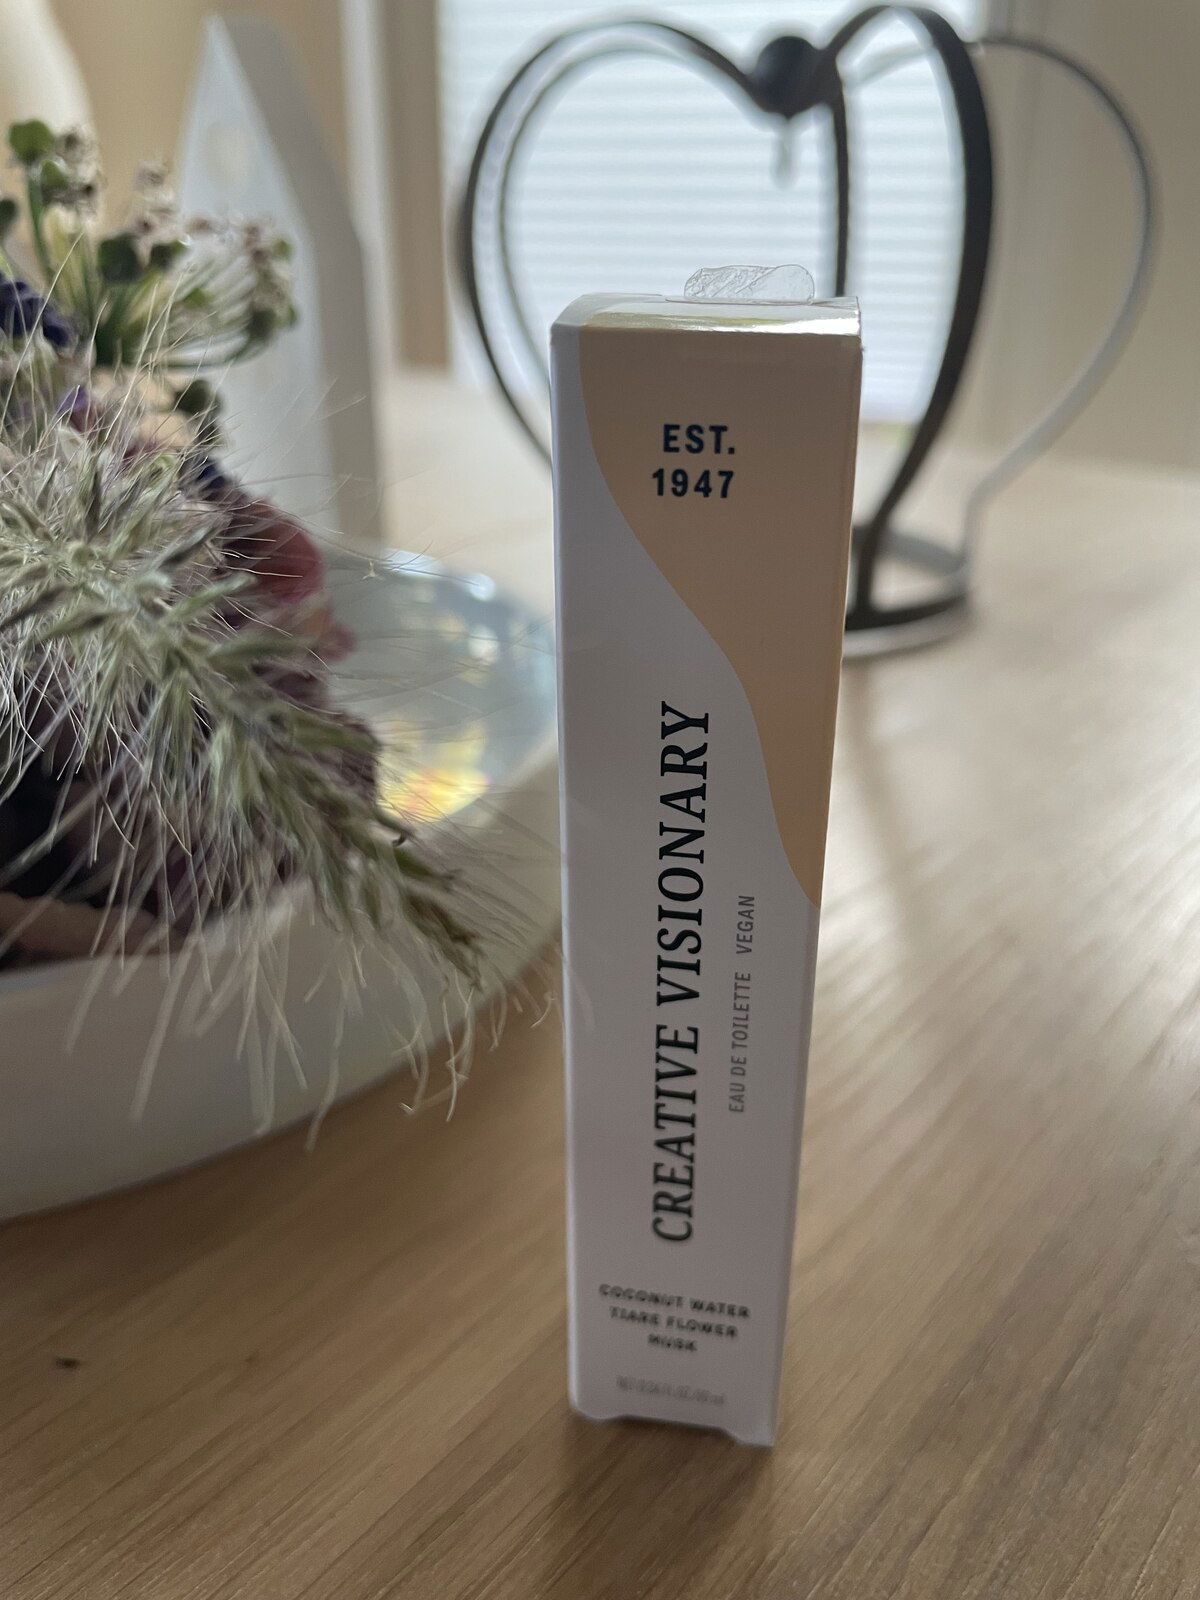 EST.
1947
CREATIVE VISIONARY
EAU DE TOILETTE VEGAN
COCONUT WATER
TIARE FLOWER
MUSK